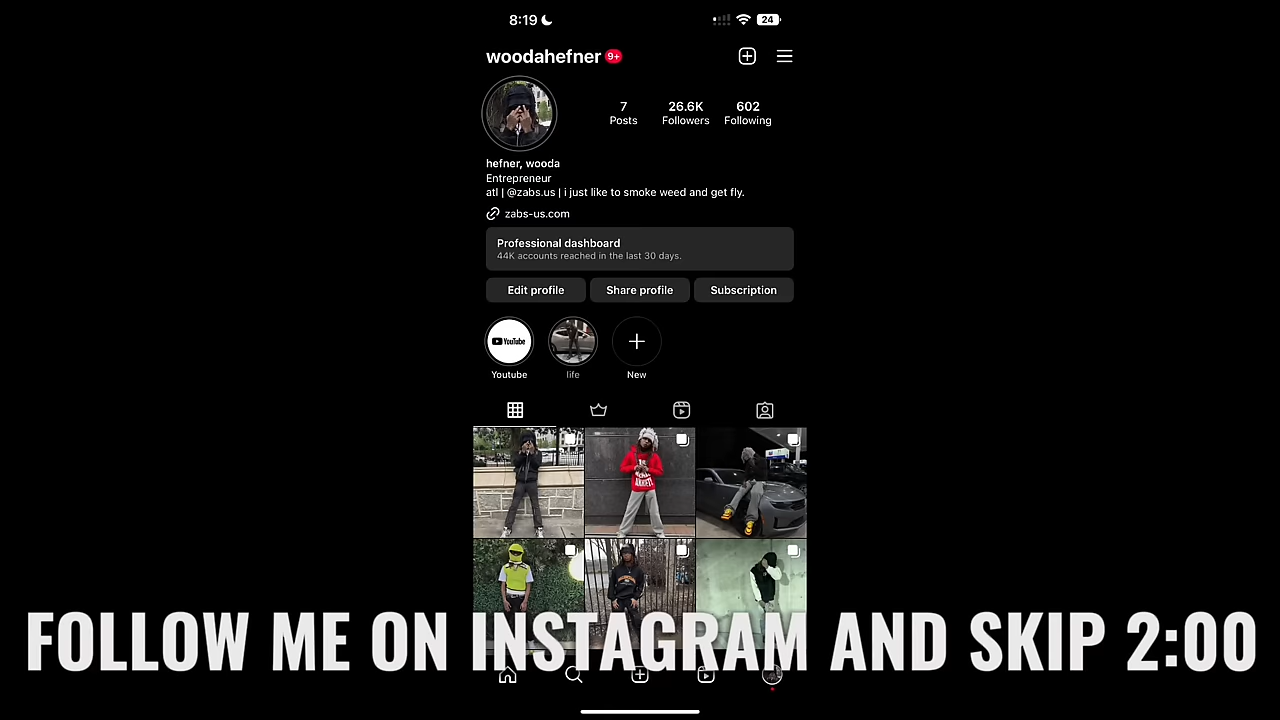 8:19
24
woodahefner 9+
7 26.6K 602
Posts Followers Following
hefner, wooda
Entrepreneur
atl | @zabs.us | i just like to smoke weed and get fly.
zabs-us.com
Professional dashboard
44K accounts reached in the last 30 days.
Edit profile Share profile Subscription
YouTube
Youtube life New
FOLLOW ME ON INSTAGRAM AND SKIP 2:00